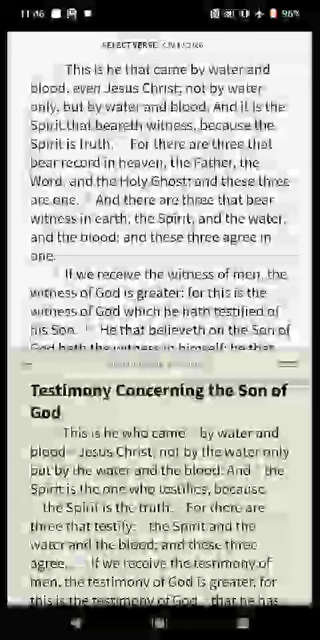 11:46
96%
SELECT VERSE
This is he that came by water and
blood, even Jesus Christ; not by water
only, but by water and blood. And it is the
Spirit that beareth witness, because the
Spirit is truth. For there are three that
bear record in heaven, the Father, the
Word, and the Holy Ghost: and these three
are one. And there are three that bear
witness in earth, the Spirit, and the water,
and the blood: and these three agree in
one.
If we receive the witness of men, the
witness of God is greater: for this is the
witness of God which he hath testified of
his Son. He that believeth on the Son of
God hath the witness in himself: he that
Testimony Concerning the Son of
God
This is he who came by water and
blood Jesus Christ, not by the water only
but by the water and the blood. And the
Spirit is the one who testifies, because
the Spirit is the truth. For there are
three that testify: the Spirit and the
water and the blood; and these three
agree. If we receive the testimony of
men, the testimony of God is greater, for
this is the testimony of God that he has